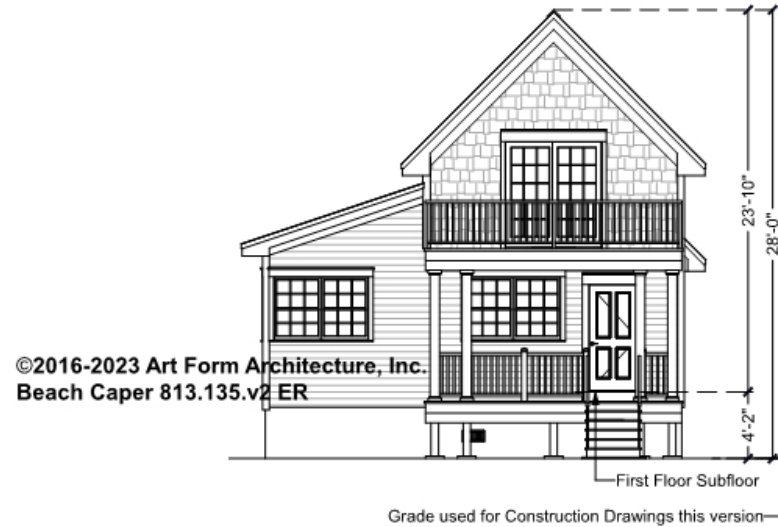 23'-10"
28'-0"
©2016-2023 Art Form Architecture, Inc.
Beach Caper 813.135.v2 ER
4'-2"
First Floor Subfloor
Grade used for Construction Drawings this version